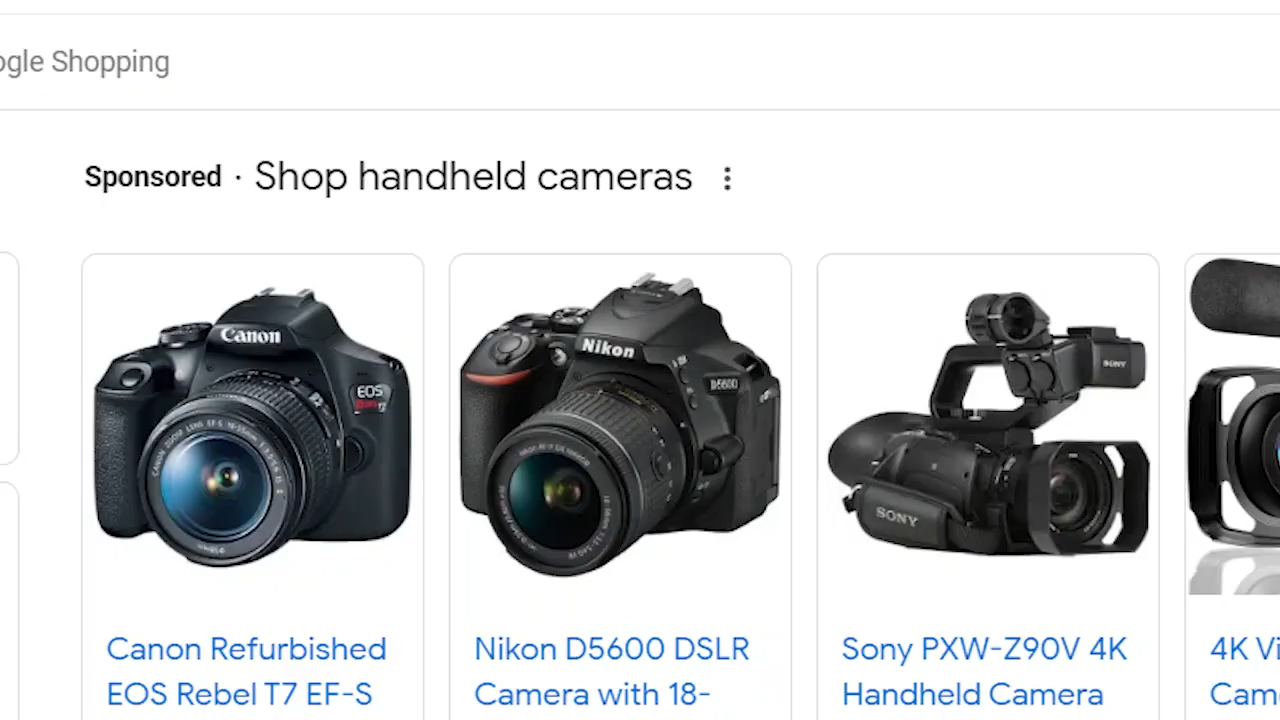 ogle Shopping
Sponsored · Shop handheld cameras
Canon
EOS
Nikon
D5600
SONY
SONY
Canon Refurbished
EOS Rebel T7 EF-S
Nikon D5600 DSLR
Camera with 18-
Sony PXW-Z90V 4K
Handheld Camera
4K Vi
Cam